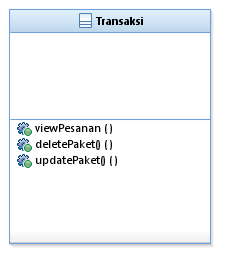 Transaksi
viewPesanan ( )
deletePaket() ( )
updatePaket() ( )